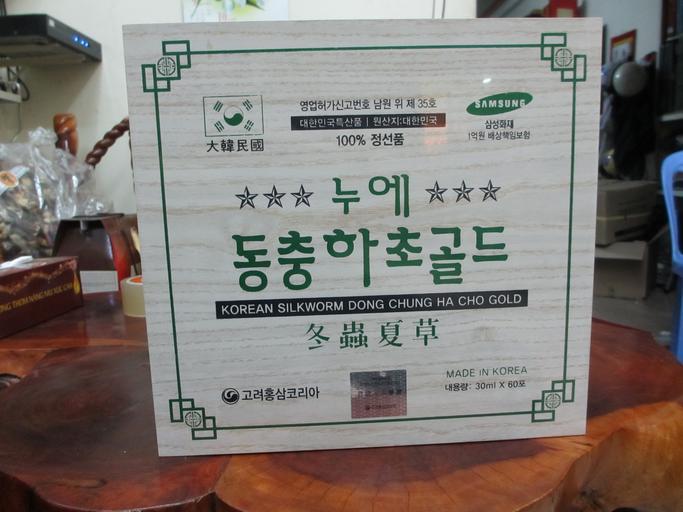 영업허가신고번호 남원 위 제 35호
대한민국특산품 | 원산지:대한민국
100% 정선품
大韓民國
SAMSUNG
삼성화재
1억원 배상책임보험
누에
동충하초골드
KOREAN SILKWORM DONG CHUNG HA CHO GOLD
冬蟲夏草
고려홍삼코리아
MADE IN KOREA
내용량: 30ml X 60포